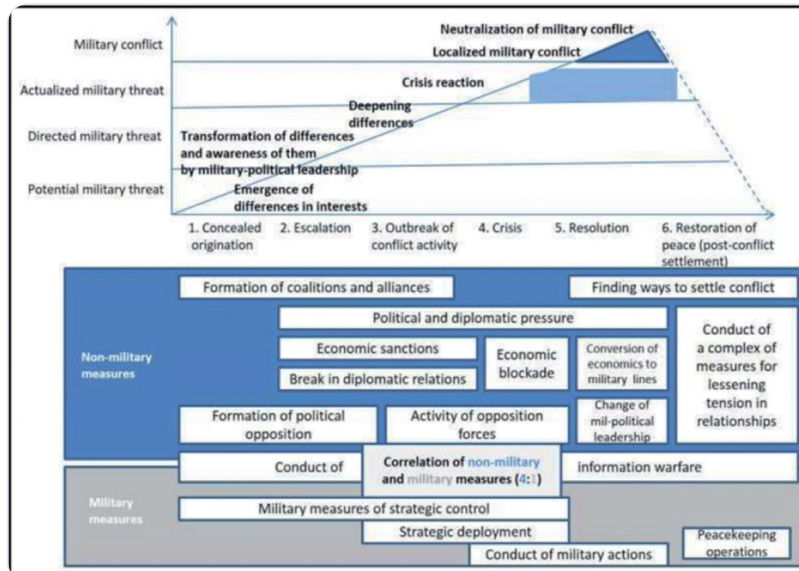 Neutralization of military conflict
Military conflict
Localized military conflict
Crisis reaction
Actualized military threat
Deepening
differences
Directed military threat
Transformation of differences
and awareness of them
by military-political leadership
Potential military threat
Emergence of
differences in interests
1. Concealed
origination
2. Escalation
3. Outbreak of
conflict activity
4. Crisis
5. Resolution
6. Restoration of
peace (post-conflict
settlement)
Non-military
measures
Formation of coalitions and alliances
Finding ways to settle conflict
Political and diplomatic pressure
Economic sanctions
Break in diplomatic relations
Economic
blockade
Conversion of
economics to
military lines
Conduct of
a complex of
measures for
lessening
tension in
relationships
Formation of political
opposition
Activity of opposition
forces
Change of
mil-political
leadership
Conduct of
Correlation of non-military
and military measures (4:1)
information warfare
Military
measures
Military measures of strategic control
Strategic deployment
Conduct of military actions
Peacekeeping
operations